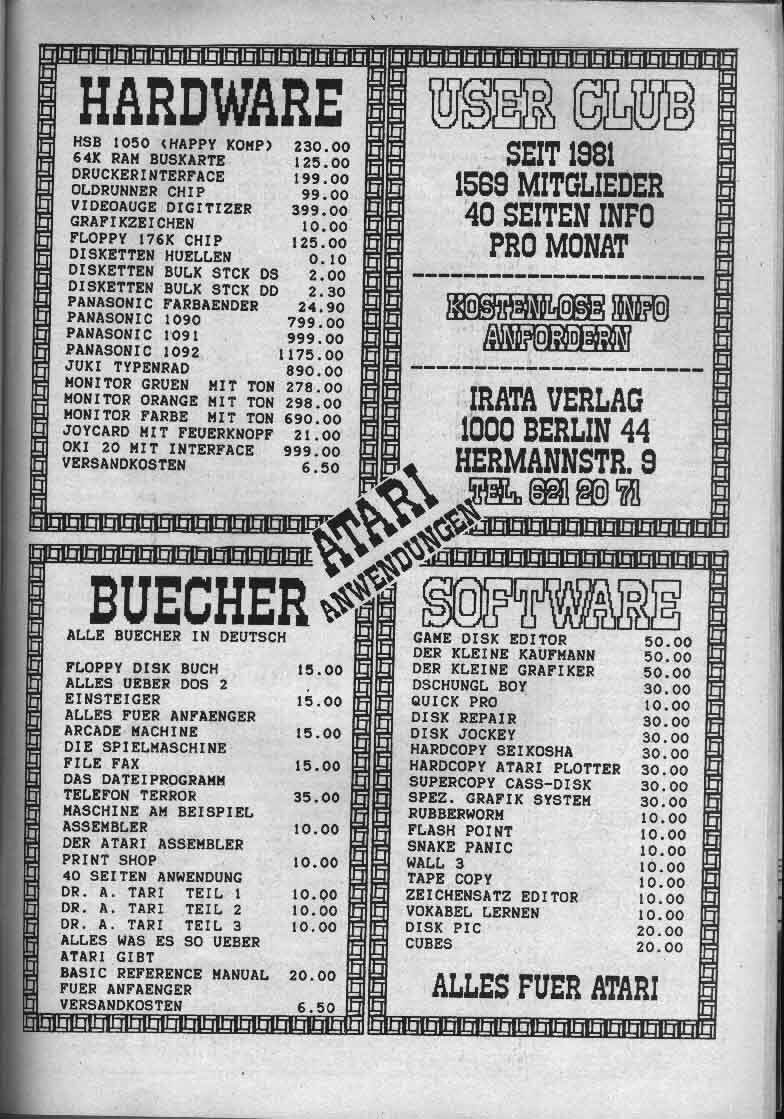 HARDWARE
HSB 1050 (HAPPY KOMP) 230.00
64K RAM BUSKARTE 125.00
DRUCKERINTERFACE 199.00
OLDRUNNER CHIP 99.00
VIDEOAUGE DIGITIZER 399.00
GRAFIKZEICHEN 10.00
FLOPPY 176K CHIP 125.00
DISKETTEN HUELLEN 0.10
DISKETTEN BULK STCK DS 2.00
DISKETTEN BULK STCK DD 2.30
PANASONIC FARBAENDER 24.90
PANASONIC 1090 799.00
PANASONIC 1091 999.00
PANASONIC 1092 1175.00
JUKI TYPENRAD 890.00
MONITOR GRUEN MIT TON 278.00
MONITOR ORANGE MIT TON 298.00
MONITOR FARBE MIT TON 690.00
JOYCARD MIT FEUERKNOPF 21.00
OKI 20 MIT INTERFACE 999.00
VERSANDKOSTEN 6.50
USER CLUB
SEIT 1981
1569 MITGLIEDER
40 SEITEN INFO
PRO MONAT
KOSTENLOSE INFO
ANFORDERN
IRATA VERLAG
1000 BERLIN 44
HERMANNSTR. 9
TEL. 621 20 71
ATARI
ANWENDUNGEN
BUECHER
ALLE BUECHER IN DEUTSCH
FLOPPY DISK BUCH 15.00
ALLES UEBER DOS 2
EINSTEIGER 15.00
ALLES FUER ANFAENGER
ARCADE MACHINE 15.00
DIE SPIELMASCHINE
FILE FAX 15.00
DAS DATEIPROGRAMM
TELEFON TERROR 35.00
MASCHINE AM BEISPIEL
ASSEMBLER 10.00
DER ATARI ASSEMBLER
PRINT SHOP 10.00
40 SEITEN ANWENDUNG
DR. A. TARI TEIL 1 10.00
DR. A. TARI TEIL 2 10.00
DR. A. TARI TEIL 3 10.00
ALLES WAS ES SO UEBER
ATARI GIBT
BASIC REFERENCE MANUAL 20.00
FUER ANFAENGER
VERSANDKOSTEN 6.50
SOFTWARE
GAME DISK EDITOR 50.00
DER KLEINE KAUFMANN 50.00
DER KLEINE GRAFIKER 50.00
DSCHUNGL BOY 30.00
QUICK PRO 10.00
DISK REPAIR 30.00
DISK JOCKEY 30.00
HARDCOPY SEIKOSHA 30.00
HARDCOPY ATARI PLOTTER 30.00
SUPERCOPY CASS-DISK 30.00
SPEZ. GRAFIK SYSTEM 30.00
RUBBERWORM 10.00
FLASH POINT 10.00
SNAKE PANIC 10.00
WALL 3 10.00
TAPE COPY 10.00
ZEICHENSATZ EDITOR 10.00
VOKABEL LERNEN 10.00
DISK PIC 20.00
CUBES 20.00
ALLES FUER ATARI